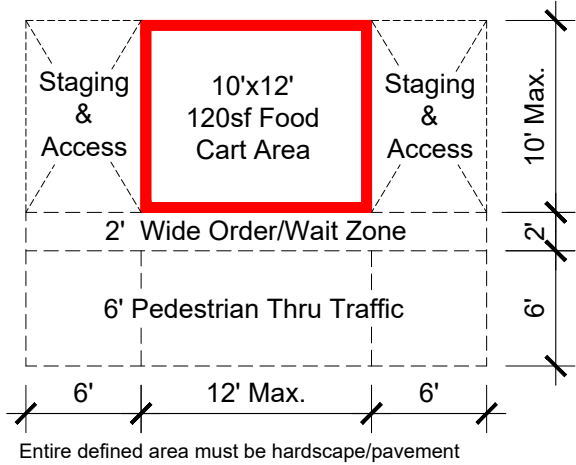 Staging
&
Access
10'x12'
120sf Food
Cart Area
Staging
&
Access
10' Max.
2' Wide Order/Wait Zone
2'
6' Pedestrian Thru Traffic
6'
6'
12' Max.
6'
Entire defined area must be hardscape/pavement